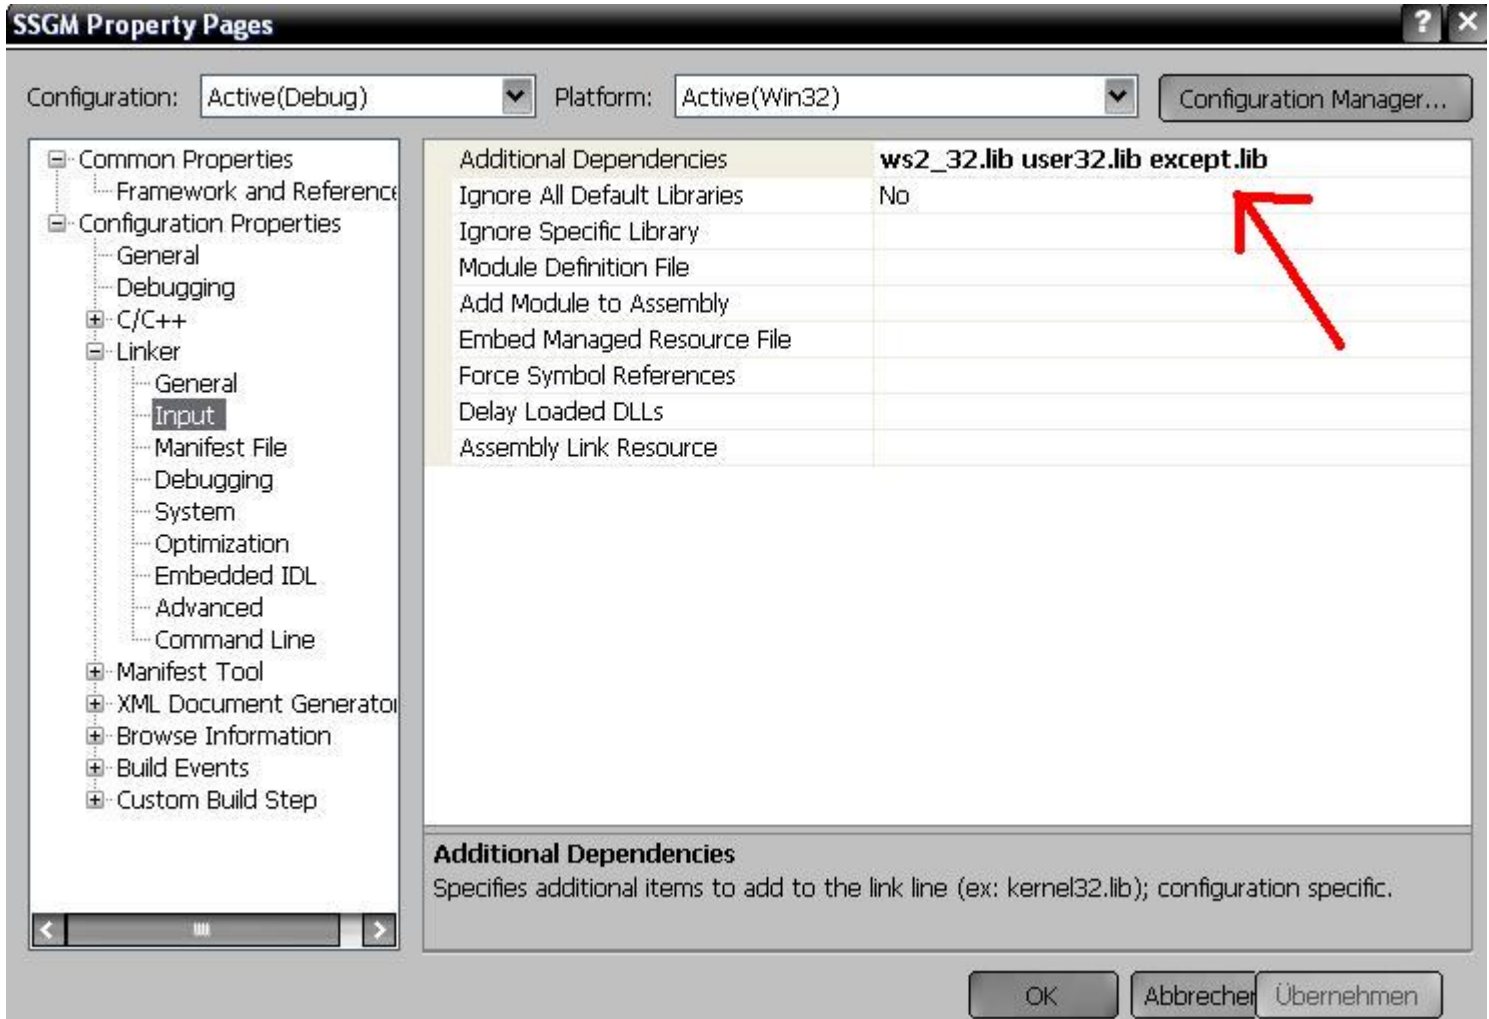 SSGM Property Pages
Configuration: Active(Debug) Platform: Active(Win32) Configuration Manager...
Common Properties
Framework and Reference
Configuration Properties
General
Debugging
C/C++
Linker
General
Input
Manifest File
Debugging
System
Optimization
Embedded IDL
Advanced
Command Line
Manifest Tool
XML Document Generator
Browse Information
Build Events
Custom Build Step
Additional Dependencies ws2_32.lib user32.lib except.lib
Ignore All Default Libraries No
Ignore Specific Library
Module Definition File
Add Module to Assembly
Embed Managed Resource File
Force Symbol References
Delay Loaded DLLs
Assembly Link Resource
Additional Dependencies
Specifies additional items to add to the link line (ex: kernel32.lib); configuration specific.
OK Abbrecher Übernehmen